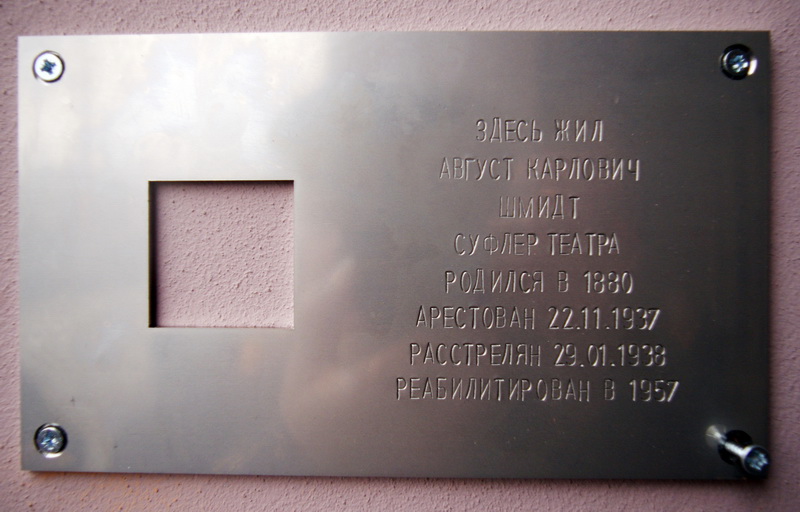 ЗДЕСЬ ЖИЛ
АВГУСТ КАРЛОВИЧ
ШМИДТ
СУФЛЕР ТЕАТРА
РОДИЛСЯ В 1880
АРЕСТОВАН 22.11.1937
РАССТРЕЛЯН 29.01.1938
РЕАБИЛИТИРОВАН В 1957